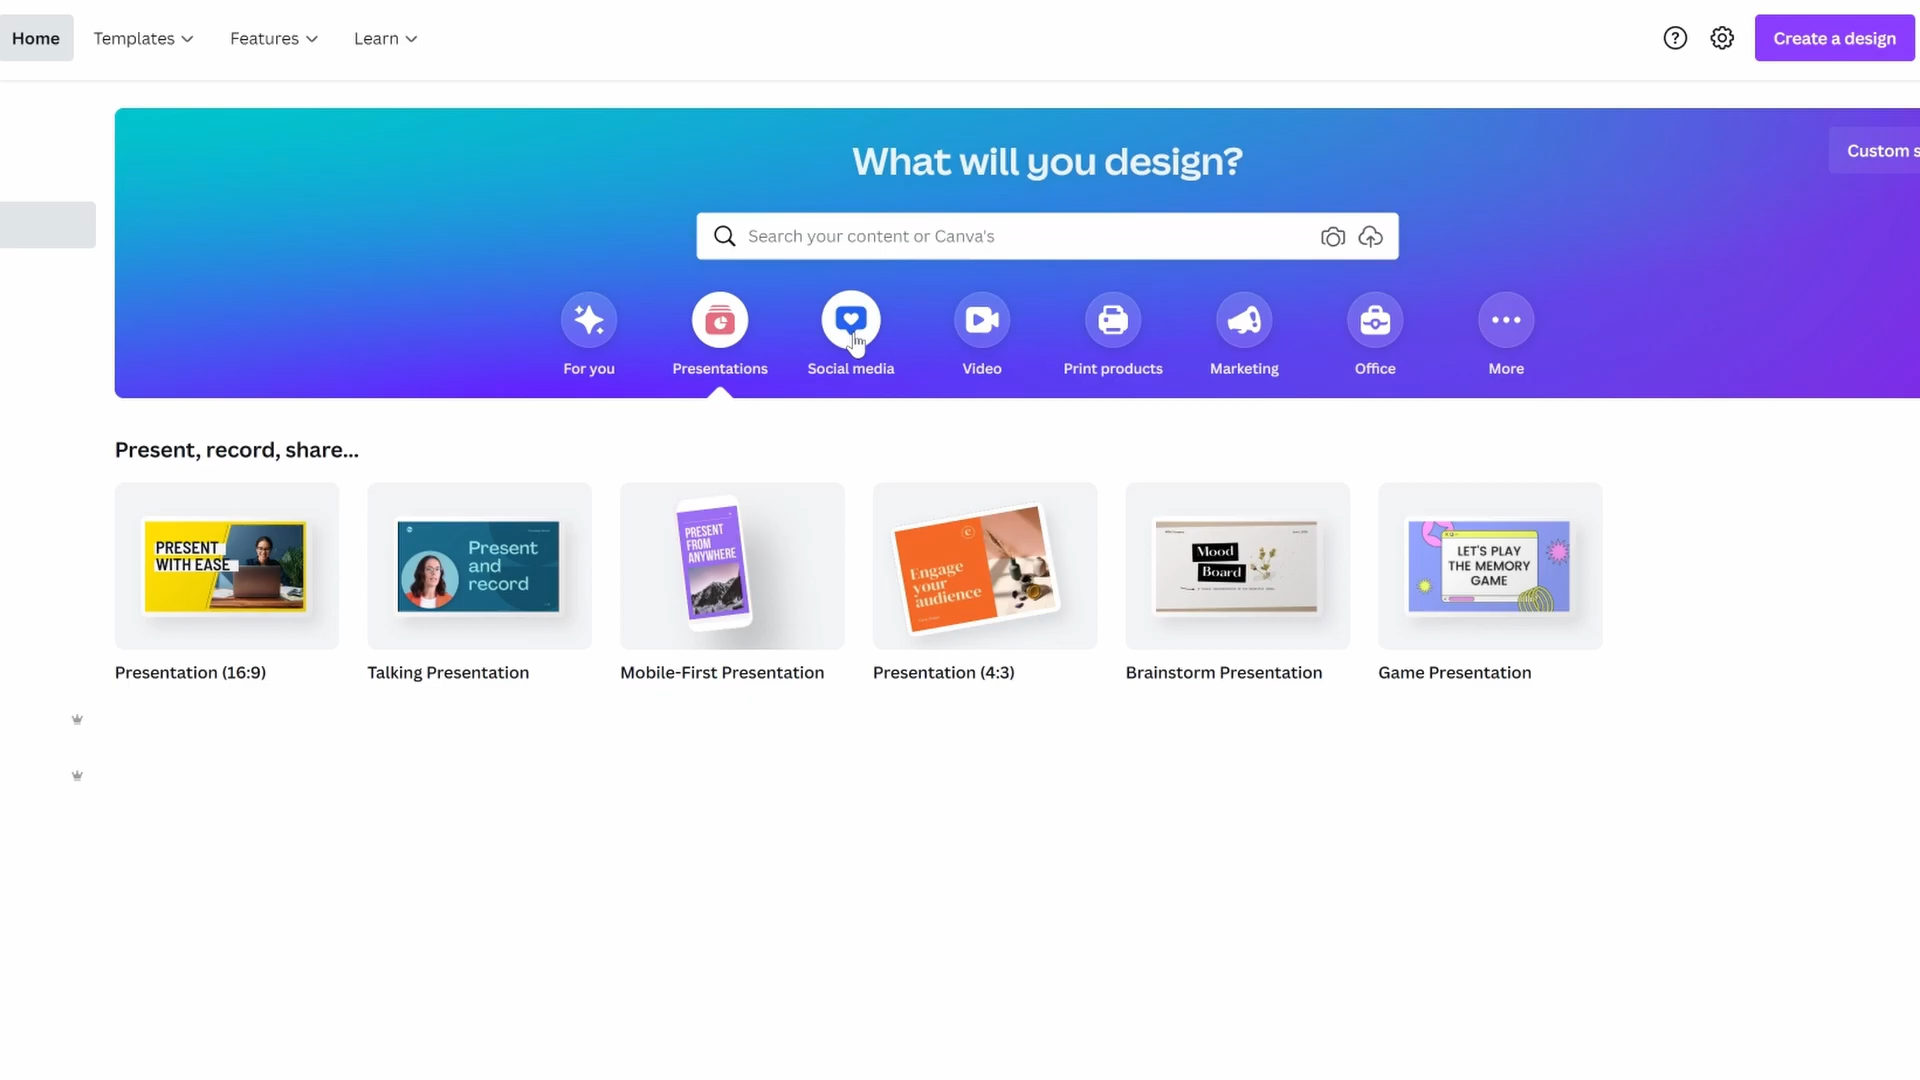 Home
Templates
Features
Learn
Create a design
What will you design?
Custom s
Search your content or Canva's
For you
Presentations
Social media
Video
Print products
Marketing
Office
More
Present, record, share...
PRESENT
WITH EASE
Present
and
record
PRESENT
FROM
ANYWHERE
Engage
your
audience
Mood
Board
LET'S PLAY
THE MEMORY
GAME
Presentation (16:9)
Talking Presentation
Mobile-First Presentation
Presentation (4:3)
Brainstorm Presentation
Game Presentation